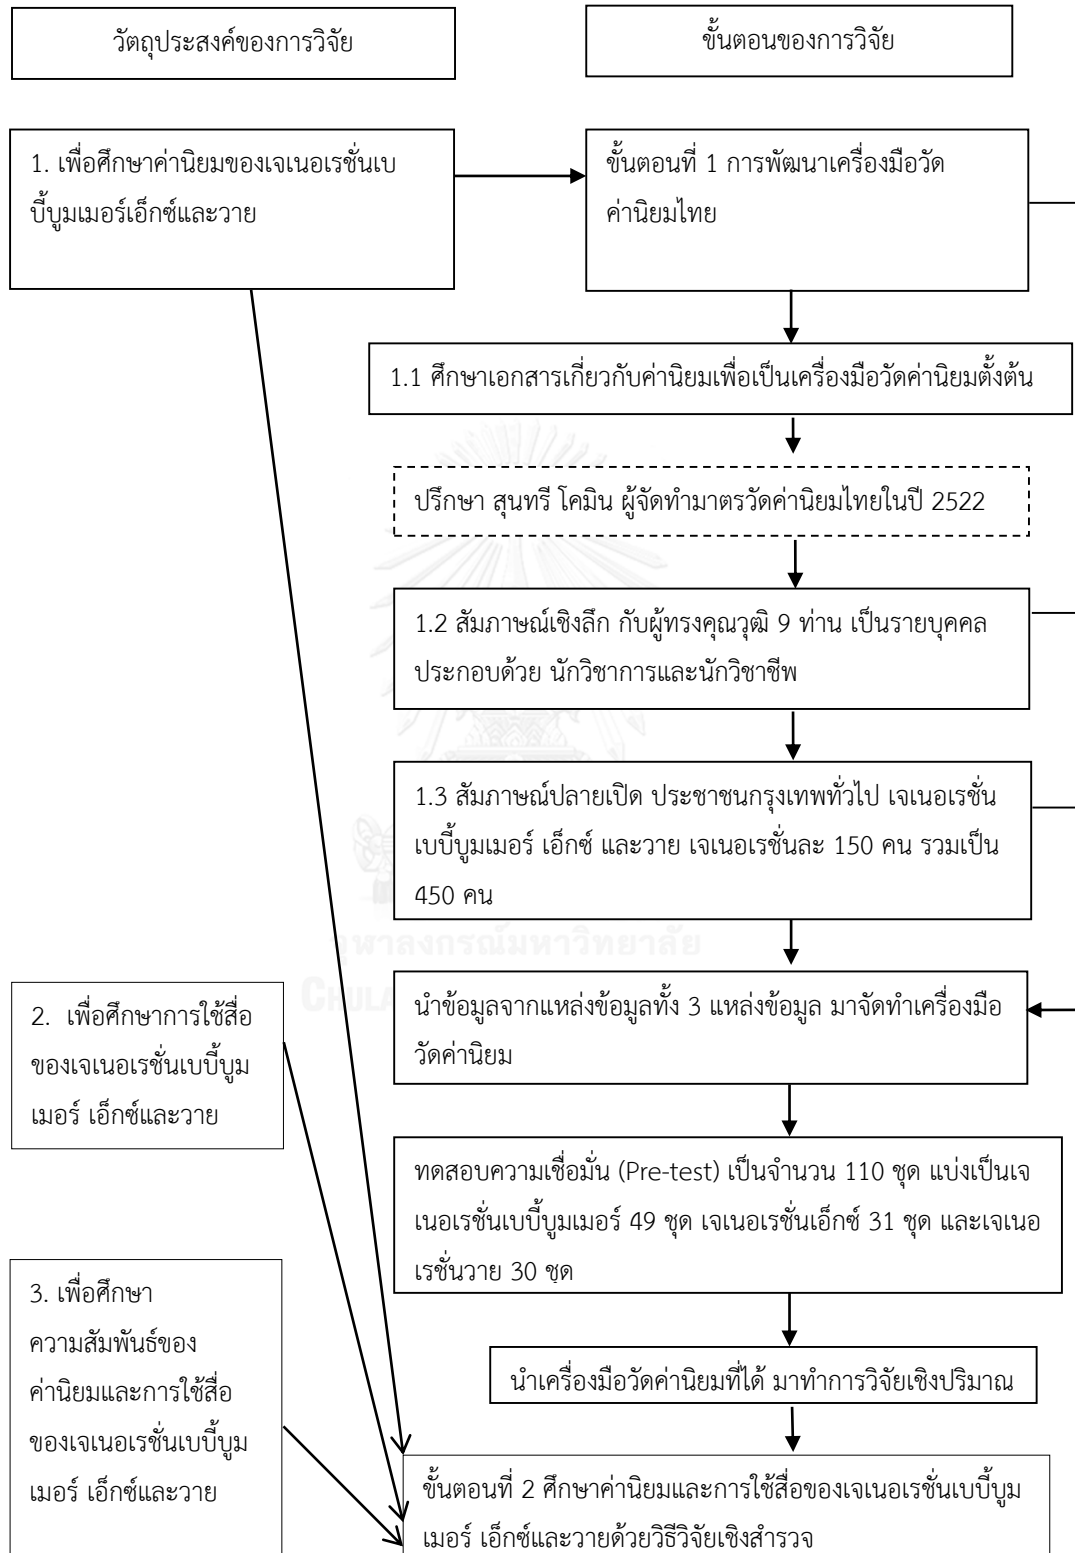 วัตถุประสงค์ของการวิจัย
ขั้นตอนของการวิจัย
1. เพื่อศึกษาค่านิยมของเจเนอเรชั่นเบ
บี้บูมเมอร์เอ็กซ์และวาย
ขั้นตอนที่ 1 การพัฒนาเครื่องมือวัด
ค่านิยมไทย
1.1 ศึกษาเอกสารเกี่ยวกับค่านิยมเพื่อเป็นเครื่องมือวัดค่านิยมตั้งต้น
ปรึกษา สุนทรี โคมิน ผู้จัดทำมาตรวัดค่านิยมไทยในปี 2522
1.2 สัมภาษณ์เชิงลึก กับผู้ทรงคุณวุฒิ 9 ท่าน เป็นรายบุคคล
ประกอบด้วย นักวิชาการและนักวิชาชีพ
1.3 สัมภาษณ์ปลายเปิด ประชาชนกรุงเทพทั่วไป เจเนอเรชั่น
เบบี้บูมเมอร์ เอ็กซ์ และวาย เจเนอเรชั่นละ 150 คน รวมเป็น
450 คน
จุฬาลงกรณ์มหาวิทยาลัย
นำข้อมูลจากแหล่งข้อมูลทั้ง 3 แหล่งข้อมูล มาจัดทำเครื่องมือ
วัดค่านิยม
2. เพื่อศึกษาการใช้สื่อ
ของเจเนอเรชั่นเบบี้บูม
เมอร์ เอ็กซ์และวาย
ทดสอบความเชื่อมั่น (Pre-test) เป็นจำนวน 110 ชุด แบ่งเป็นเจ
เนอเรชั่นเบบี้บูมเมอร์ 49 ชุด เจเนอเรชั่นเอ็กซ์ 31 ชุด และเจเนอ
เรชั่นวาย 30 ชุด
3. เพื่อศึกษา
ความสัมพันธ์ของ
ค่านิยมและการใช้สื่อ
ของเจเนอเรชั่นเบบี้บูม
เมอร์ เอ็กซ์และวาย
นำเครื่องมือวัดค่านิยมที่ได้ มาทำการวิจัยเชิงปริมาณ
ขั้นตอนที่ 2 ศึกษาค่านิยมและการใช้สื่อของเจเนอเรชั่นเบบี้บูม
เมอร์ เอ็กซ์และวายด้วยวิธีวิจัยเชิงสำรวจ